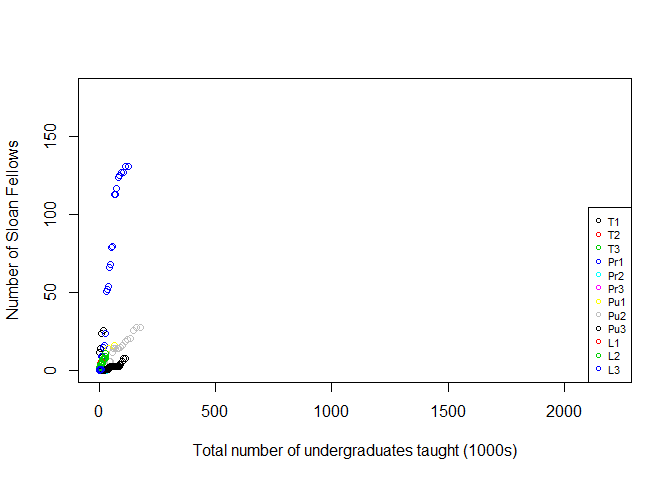 Number of Sloan Fellows
150
100
50
0
T1
T2
T3
Pr1
Pr2
Pr3
Pu1
Pu2
Pu3
L1
L2
L3
0 500 1000 1500 2000
Total number of undergraduates taught (1000s)